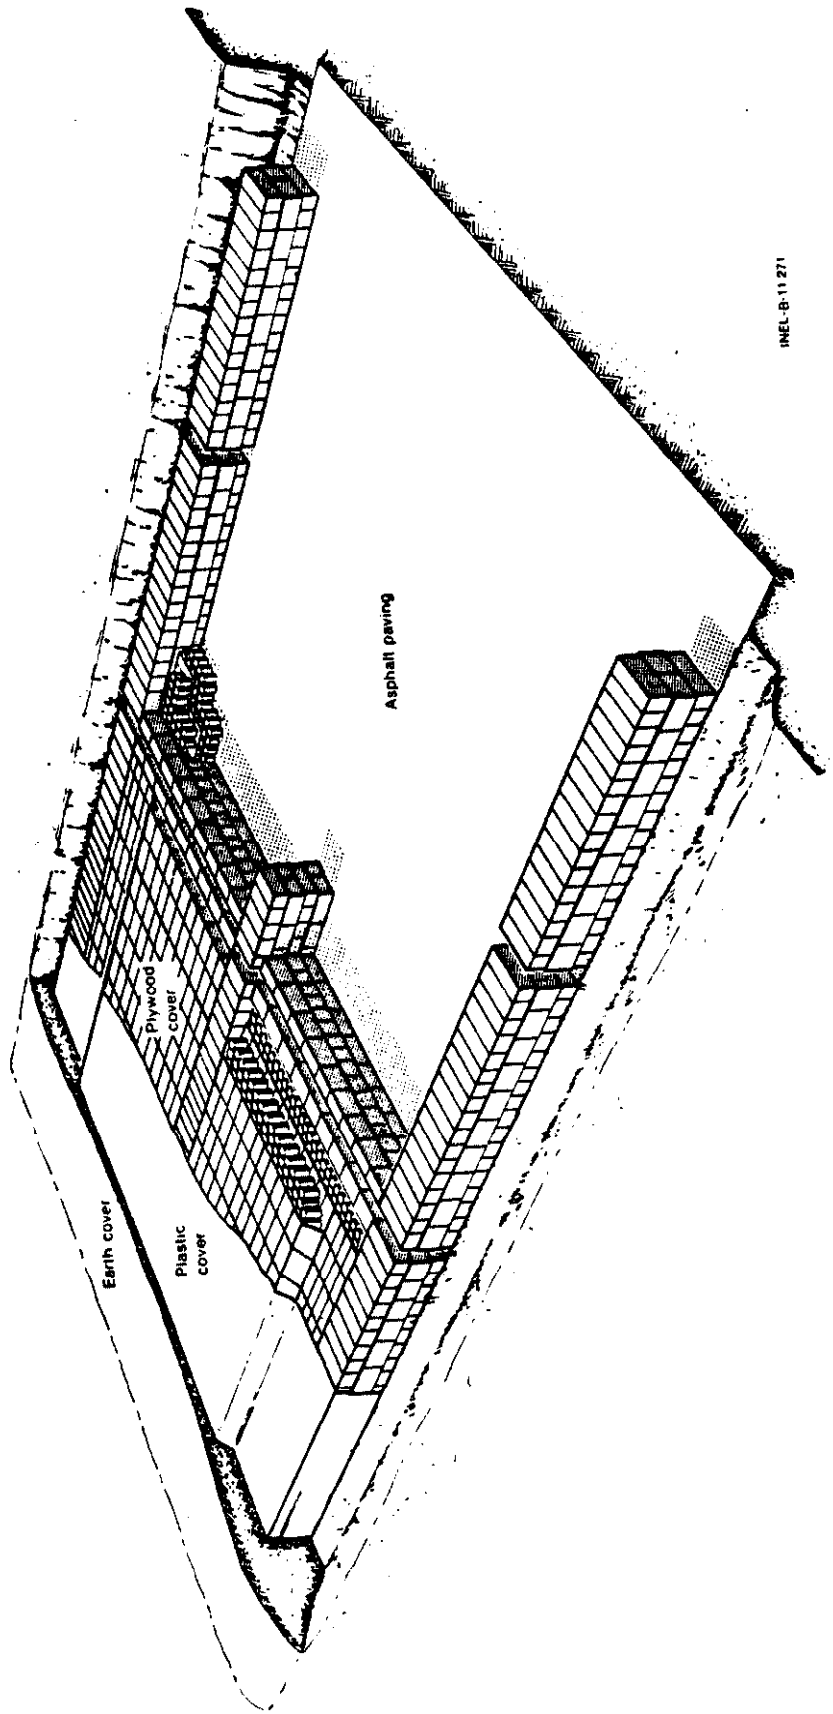 Earth cover
Plastic
cover
Plywood
cover
Asphalt paving
INEL-B-11 271